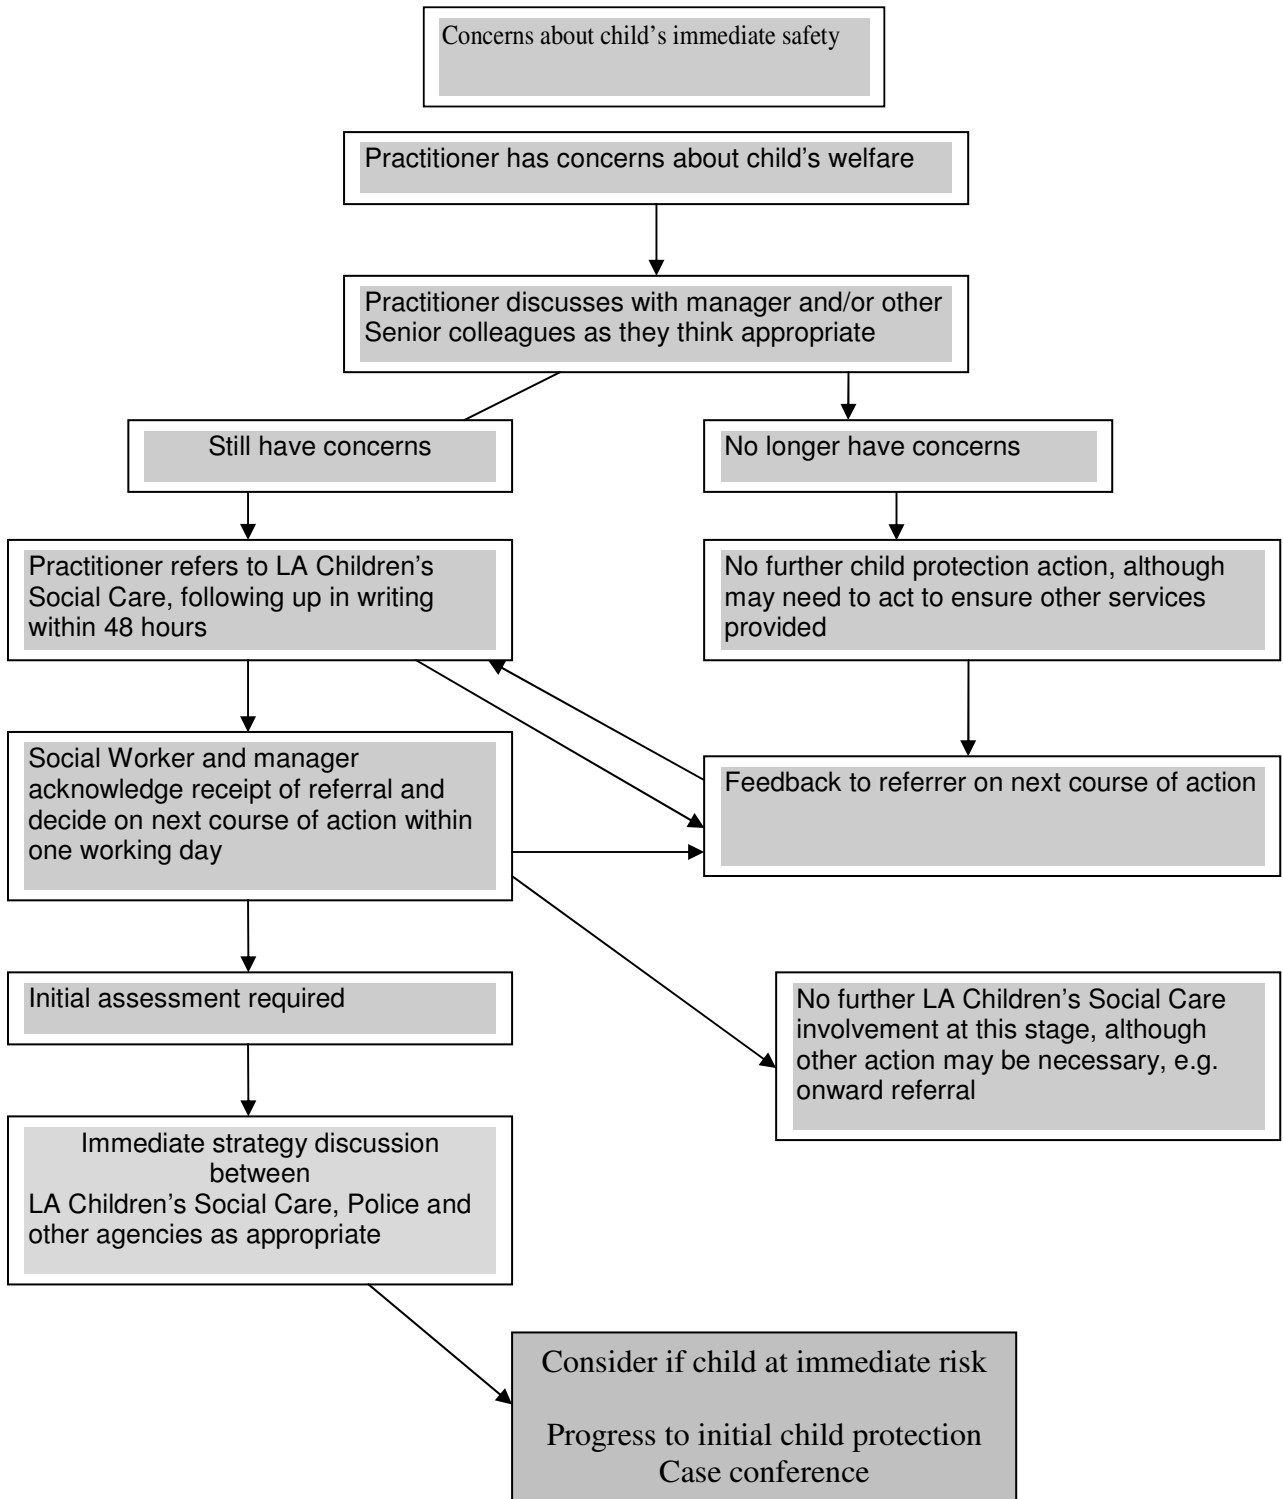 Concerns about child's immediate safety
Practitioner has concerns about child's welfare
Practitioner discusses with manager and/or other
Senior colleagues as they think appropriate
Still have concerns
No longer have concerns
Practitioner refers to LA Children's
Social Care, following up in writing
within 48 hours
No further child protection action, although
may need to act to ensure other services
provided
Social Worker and manager
acknowledge receipt of referral and
decide on next course of action within
one working day
Feedback to referrer on next course of action
Initial assessment required
No further LA Children's Social Care
involvement at this stage, although
other action may be necessary, e.g.
onward referral
Immediate strategy discussion
between
LA Children's Social Care, Police and
other agencies as appropriate
Consider if child at immediate risk
Progress to initial child protection
Case conference